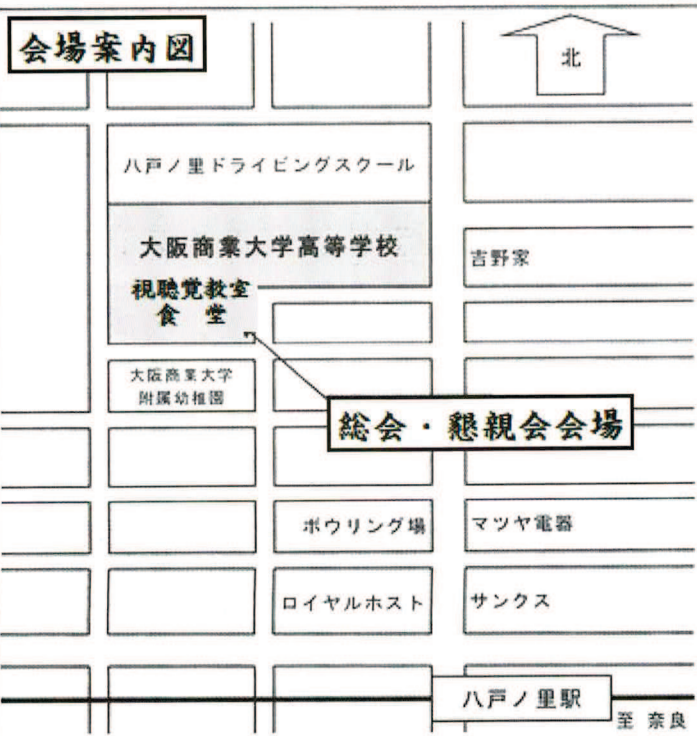 会場案内図
北
八戸ノ里ドライビングスクール
大阪商業大学高等学校
視聴覚教室
食 堂
吉野家
大阪商業大学
附属幼稚園
総会・懇親会会場
ボウリング場
マツヤ電器
ロイヤルホスト
サンクス
八戸ノ里駅
至 奈良